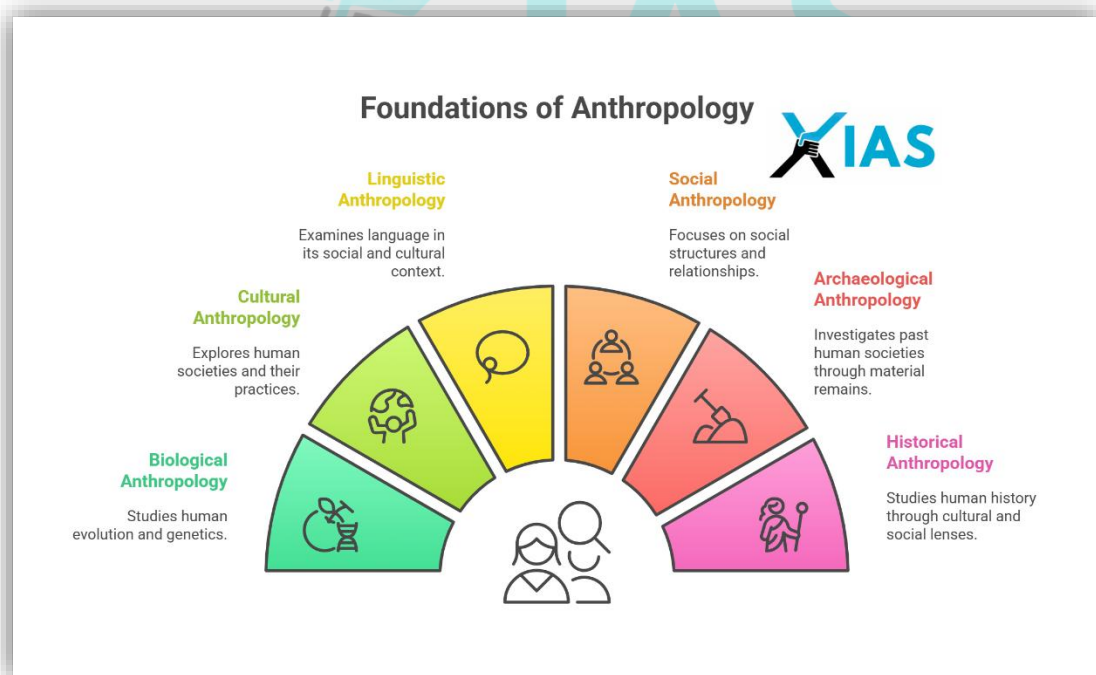 Foundations of Anthropology
XIAS
Linguistic
Anthropology
Examines language in
its social and cultural
context.
Social
Anthropology
Focuses on social
structures and
relationships.
Cultural
Anthropology
Explores human
societies and their
practices.
Archaeological
Anthropology
Investigates past
human societies
through material
remains.
Biological
Anthropology
Studies human
evolution and genetics.
Historical
Anthropology
Studies human history
through cultural and
social lenses.